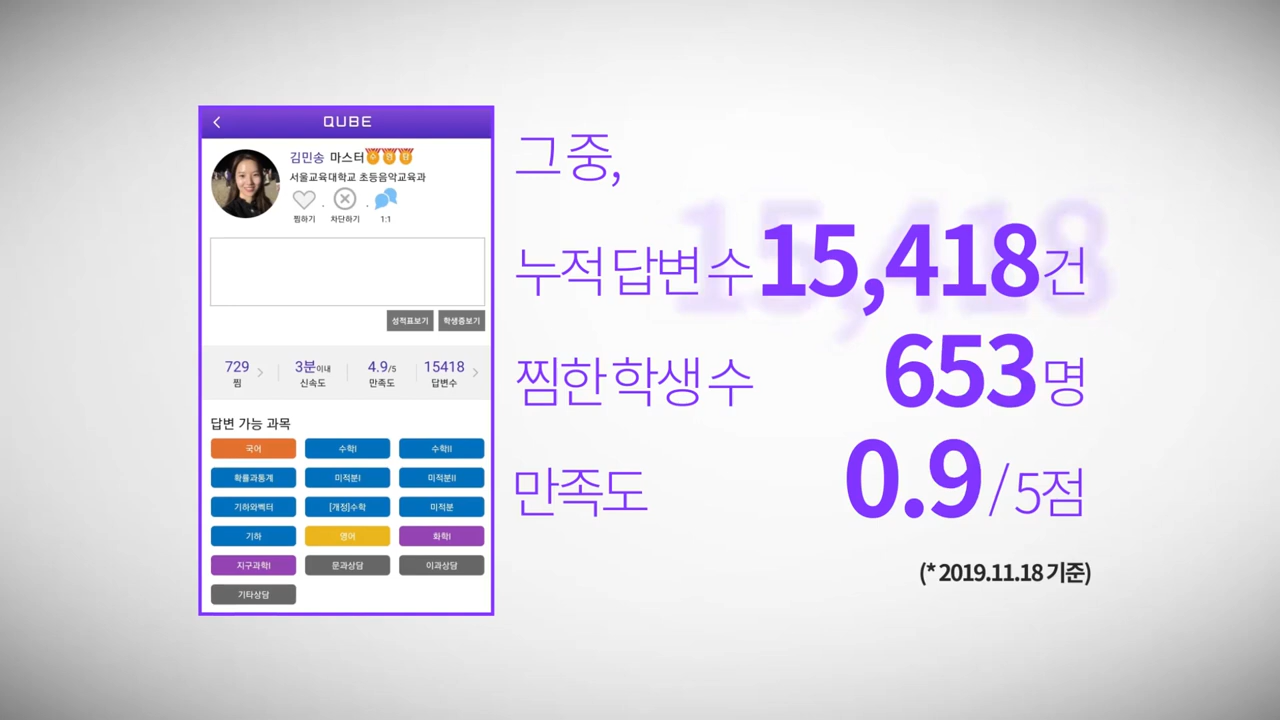 QUBE
김민송 마스터
서울교육대학교 초등음악교육과
찜하기 차단하기 1:1
성적표보기 학생증보기
729 3분이내 4.9/5 15418
찜 신속도 만족도 답변수
답변 가능 과목
국어 수학I 수학II
확률과통계 미적분I 미적분II
기하와벡터 [개정]수학 미적분
기하 영어 화학I
지구과학I 문과상담 이과상담
기타상담
그 중,
누적 답변 수 15,418건
찜한 학생 수 653명
만족도 0.9/5점
(* 2019.11.18 기준)